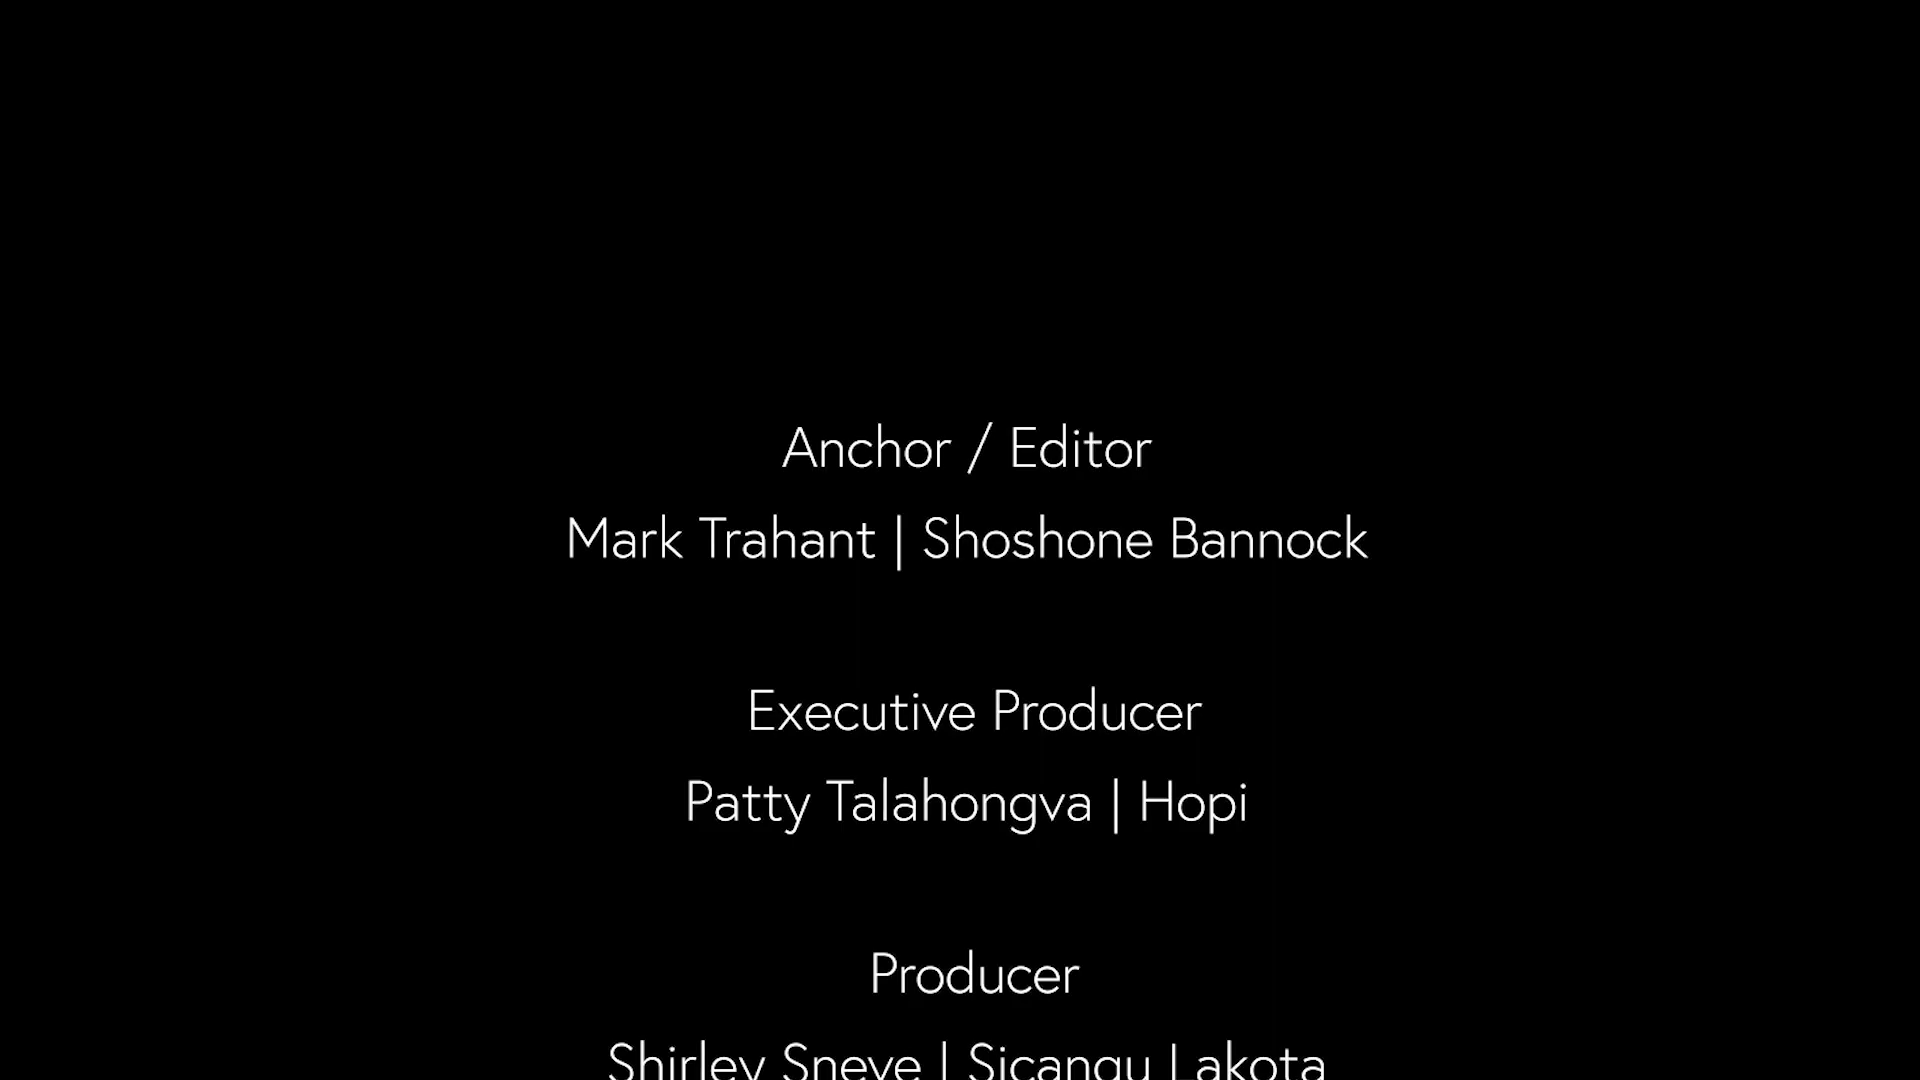 Anchor / Editor
Mark Trahant | Shoshone Bannock
Executive Producer
Patty Talahongva | Hopi
Producer
Shirley Sneve | Sicangu Lakota